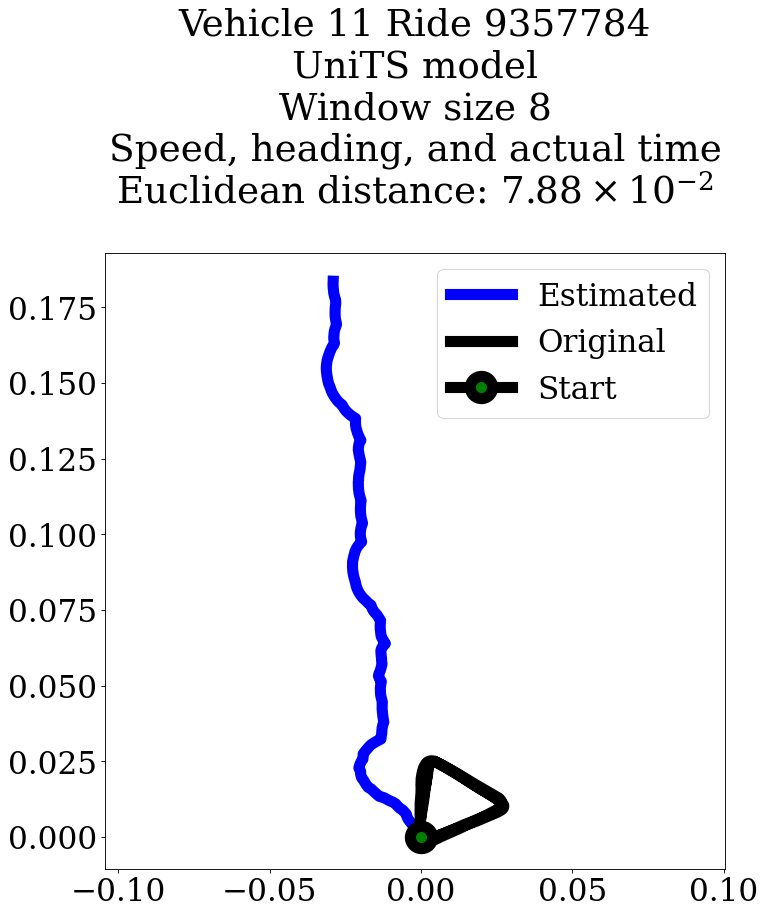 Vehicle 11 Ride 9357784
UniTS model
Window size 8
Speed, heading, and actual time
Euclidean distance: 7.88 × 10⁻²
Estimated
Original
Start
0.175
0.150
0.125
0.100
0.075
0.050
0.025
0.000
−0.10 −0.05 0.00 0.05 0.10